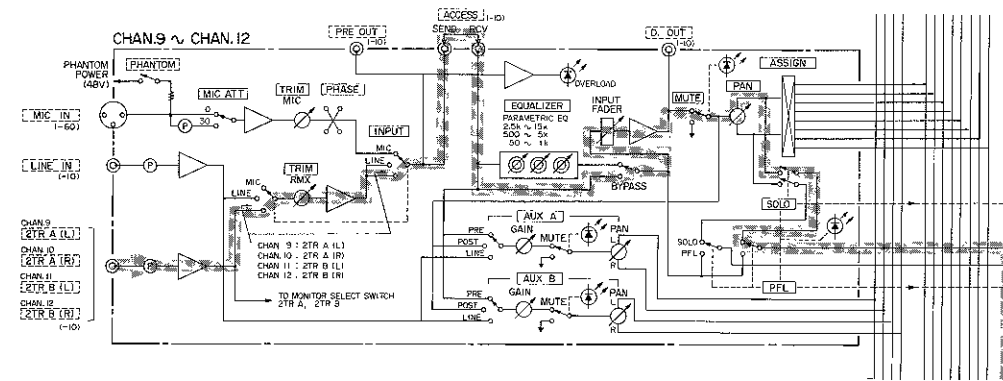 ACCESS (-10)
PRE OUT
(-10)
SEND RCV
D. OUT
(-10)
CHAN.9 ~ CHAN.12
PHANTOM
POWER
(48V)
PHANTOM
ASSIGN
OVERLOAD
PAN
L
R
MIC ATT
TRIM
MIC
PHASE
EQUALIZER
PARAMETRIC EQ
2.5k ~ 15k
500 ~ 5k
50 ~ 1k
INPUT
FADER
MUTE
MIC IN
(-60)
0
30
P
INPUT
MIC
LINE
LINE IN
(-10)
P
TRIM
RMX
MIC
LINE
BYPASS
SOLO
CHAN.9
2TR A (L)
CHAN.10
2TR A (R)
CHAN.11
2TR B (L)
CHAN.12
2TR B (R)
(-10)
CHAN 9 : 2TR A (L)
CHAN. 10 : 2TR A (R)
CHAN 11 : 2TR B (L)
CHAN 12 : 2TR B (R)
TO MONITOR SELECT SWITCH
2TR A, 2TR B
AUX A
PRE
POST
LINE
GAIN
MUTE
PAN
L
R
SOLO
PFL
PFL
AUX B
PRE
POST
LINE
GAIN
MUTE
PAN
L
R